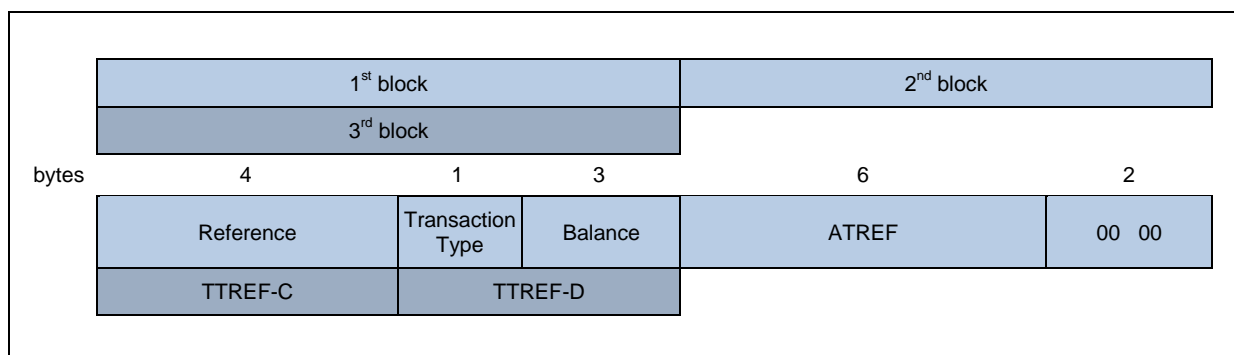 1st block 2nd block
3rd block
bytes 4 1 3 6 2
Reference Transaction Type Balance ATREF 00 00
TTREF-C TTREF-D